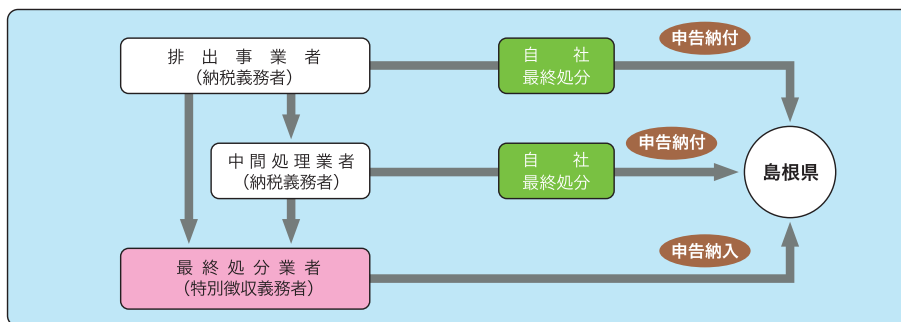 排出事業者
(納税義務者)
自社
最終処分
申告納付
中間処理業者
(納税義務者)
自社
最終処分
申告納付
島根県
最終処分業者
(特別徴収義務者)
申告納入